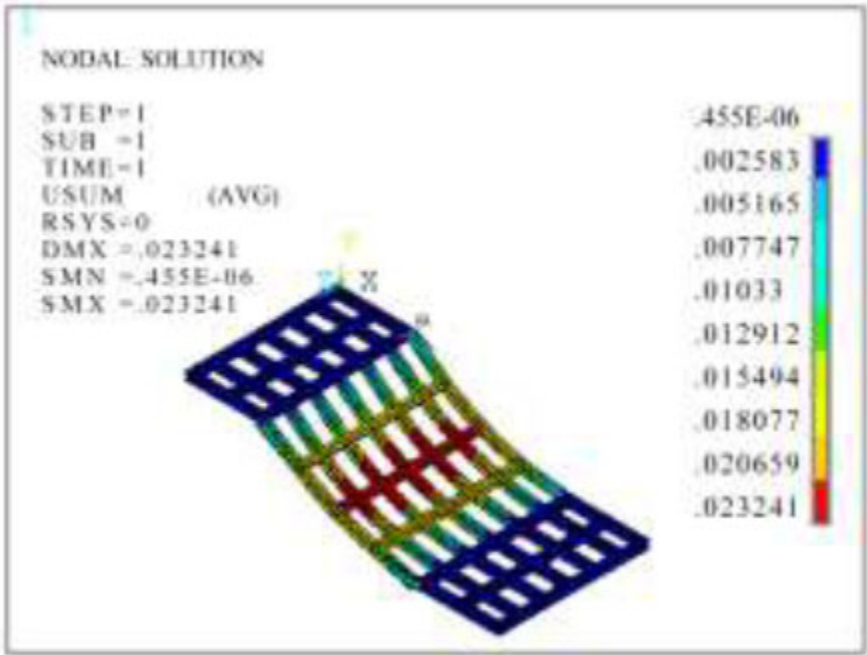 NODAL SOLUTION
STEP=1
SUB =1
TIME=1
USUM (AVG)
RSYS=0
DMX =.023241
SMN =.455E-06
SMX =.023241
X
.455E-06
.002583
.005165
.007747
.01033
.012912
.015494
.018077
.020659
.023241